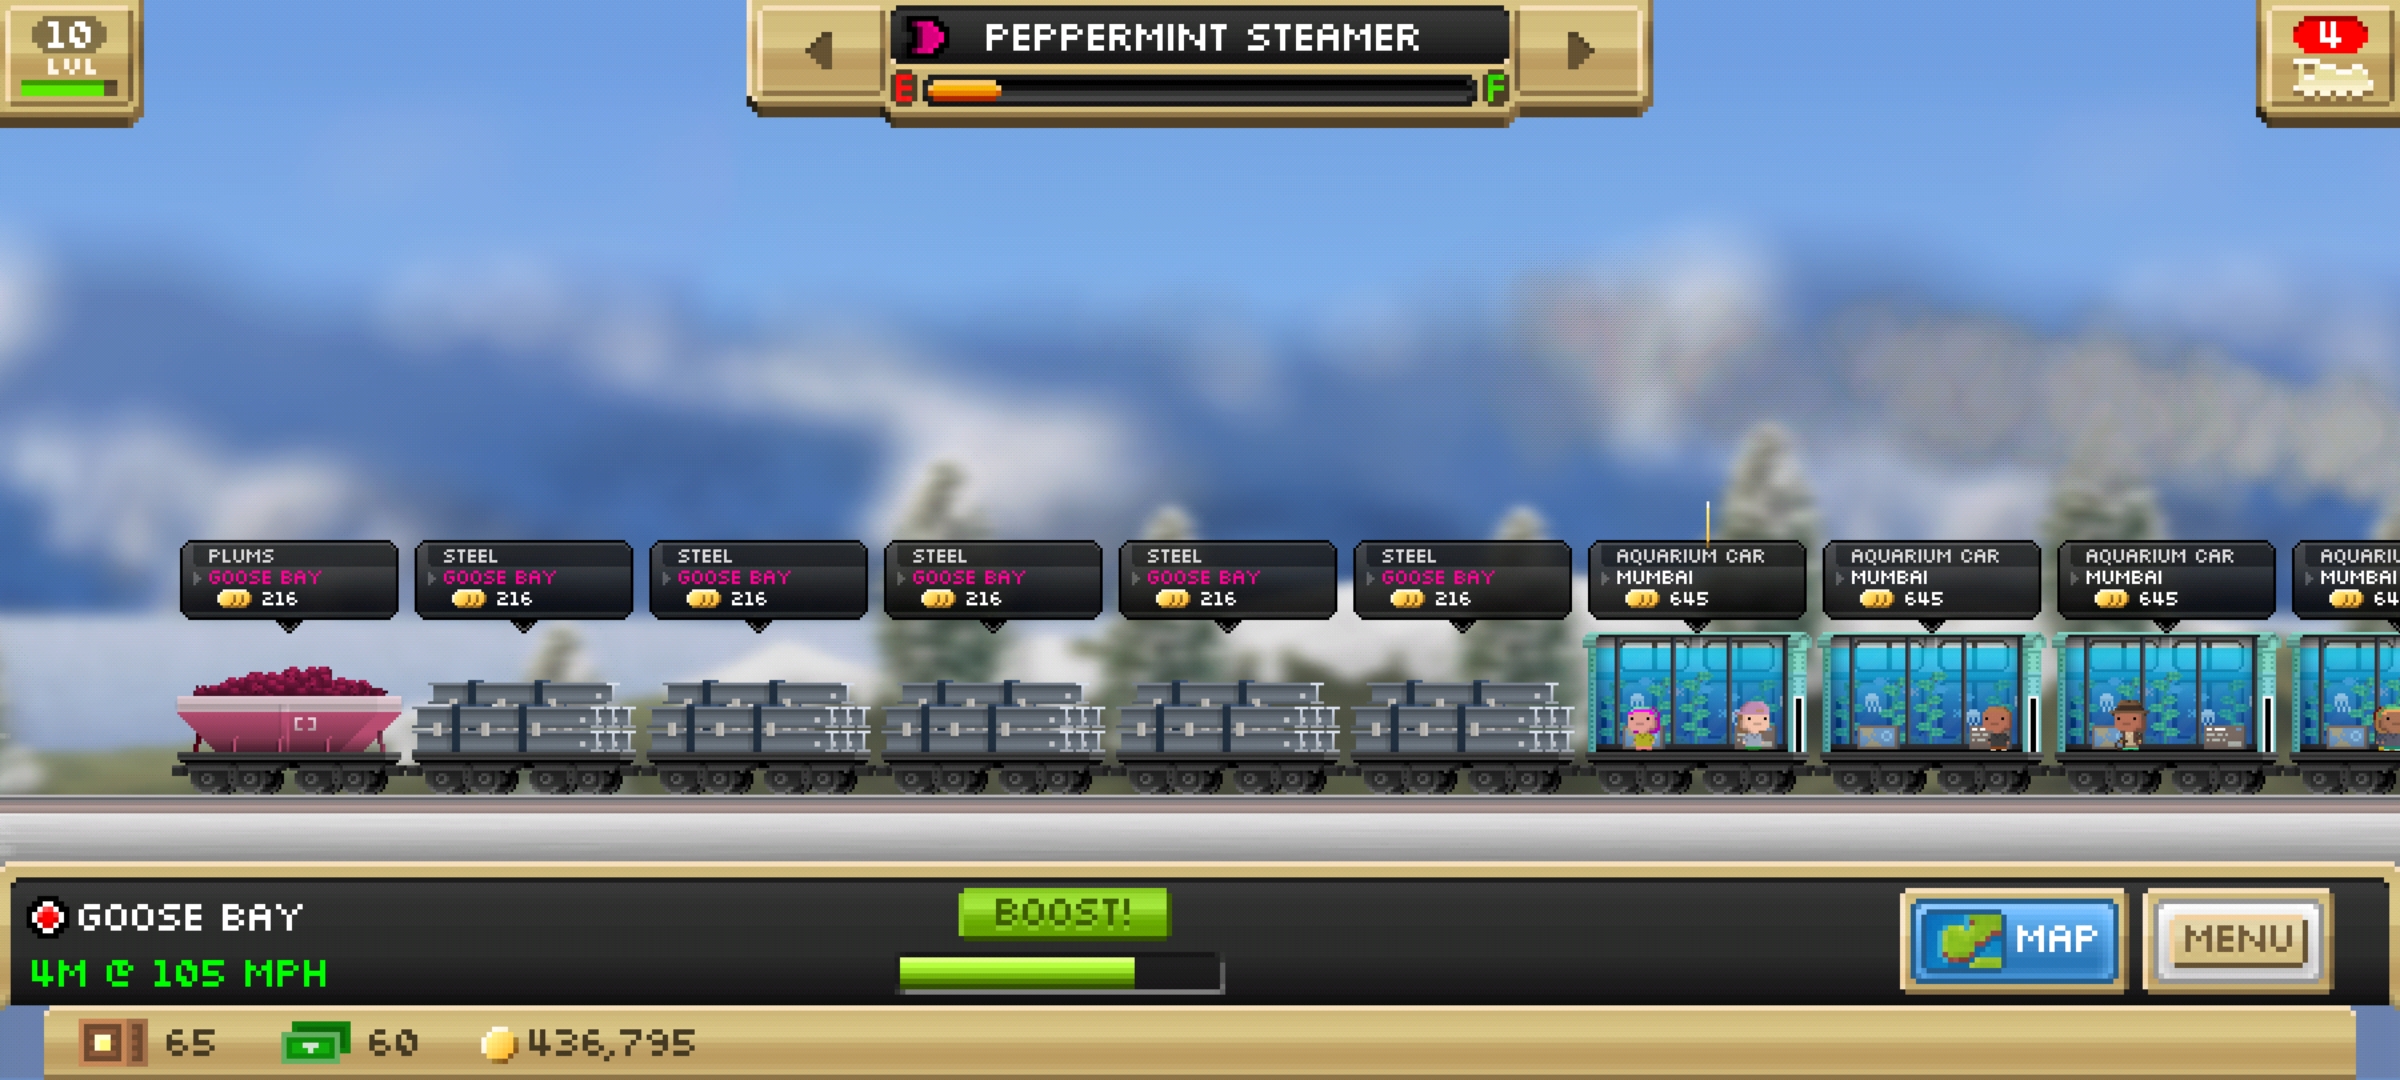 10
LVL
PEPPERMINT STEAMER
E
F
4
PLUMS
GOOSE BAY
216
STEEL
GOOSE BAY
216
STEEL
GOOSE BAY
216
STEEL
GOOSE BAY
216
STEEL
GOOSE BAY
216
STEEL
GOOSE BAY
216
AQUARIUM CAR
MUMBAI
645
AQUARIUM CAR
MUMBAI
645
AQUARIUM CAR
MUMBAI
645
MUMBAI
GOOSE BAY
4M @ 105 MPH
BOOST!
MAP
MENU
65
60
436,795